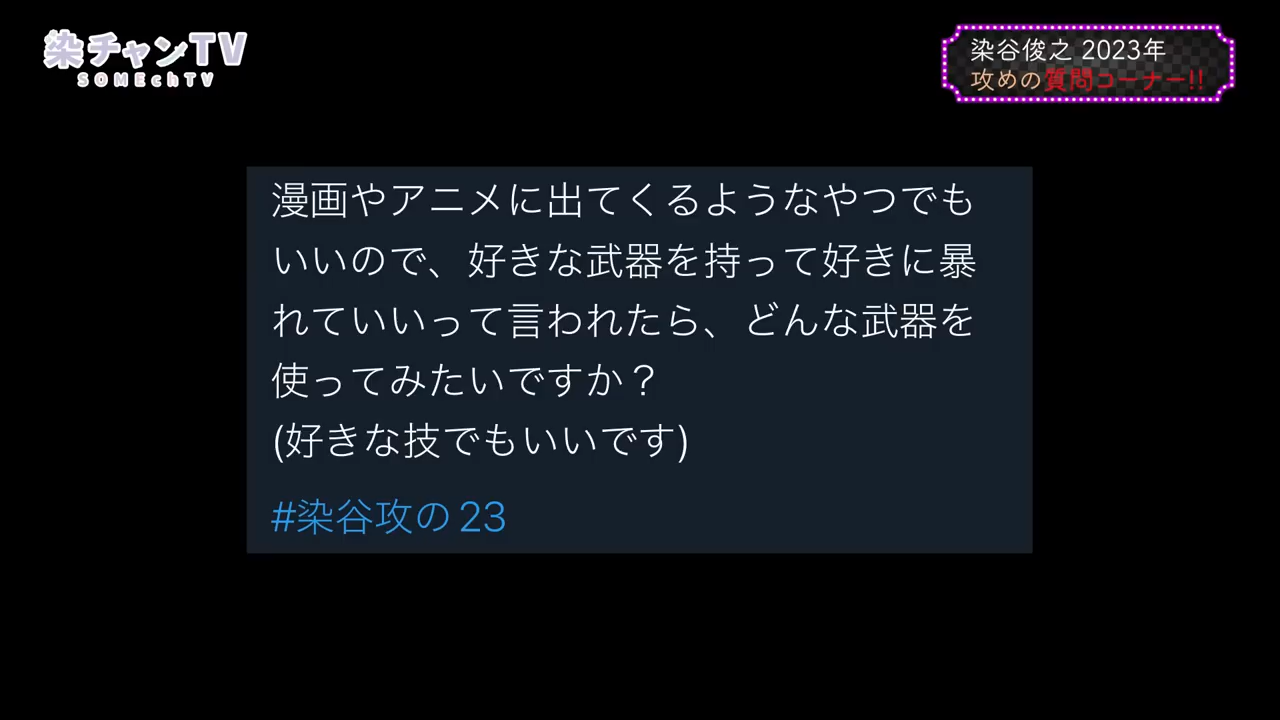 染チャンTV
SOMEchTV
染谷俊之 2023年
攻めの質問コーナー!!
漫画やアニメに出てくるようなやつでも
いいので、好きな武器を持って好きに暴
れていいって言われたら、どんな武器を
使ってみたいですか？
(好きな技でもいいです)
#染谷攻の23